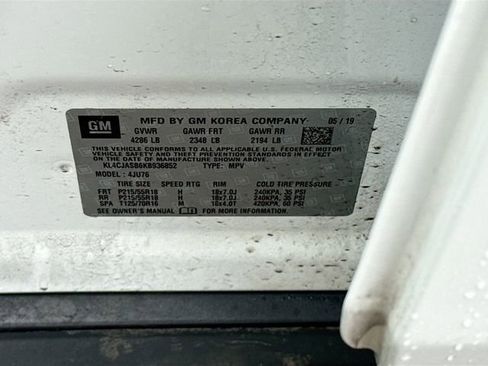 GM MFD BY GM KOREA COMPANY 05/19
GVWR GAWR FRT GAWR RR
4286 LB 2348 LB 2194 LB
THIS VEHICLE CONFORMS TO ALL APPLICABLE U.S. FEDERAL MOTOR
VEHICLE SAFETY, BUMPER, AND THEFT PREVENTION STANDARDS
IN EFFECT ON THE DATE OF MANUFACTURE SHOWN ABOVE.
KL4CJASB6KB936852 TYPE: MPV
MODEL: 4JU76
TIRE SIZE SPEED RTG RIM COLD TIRE PRESSURE
FRT P215/55R18 H 18x7.0J 240KPA, 35 PSI
RR P215/55R18 H 18x7.0J 240KPA, 35 PSI
SPA T125/70R16 M 16x4.0T 420KPA, 60 PSI
SEE OWNER'S MANUAL FOR ADDITIONAL INFORMATION.